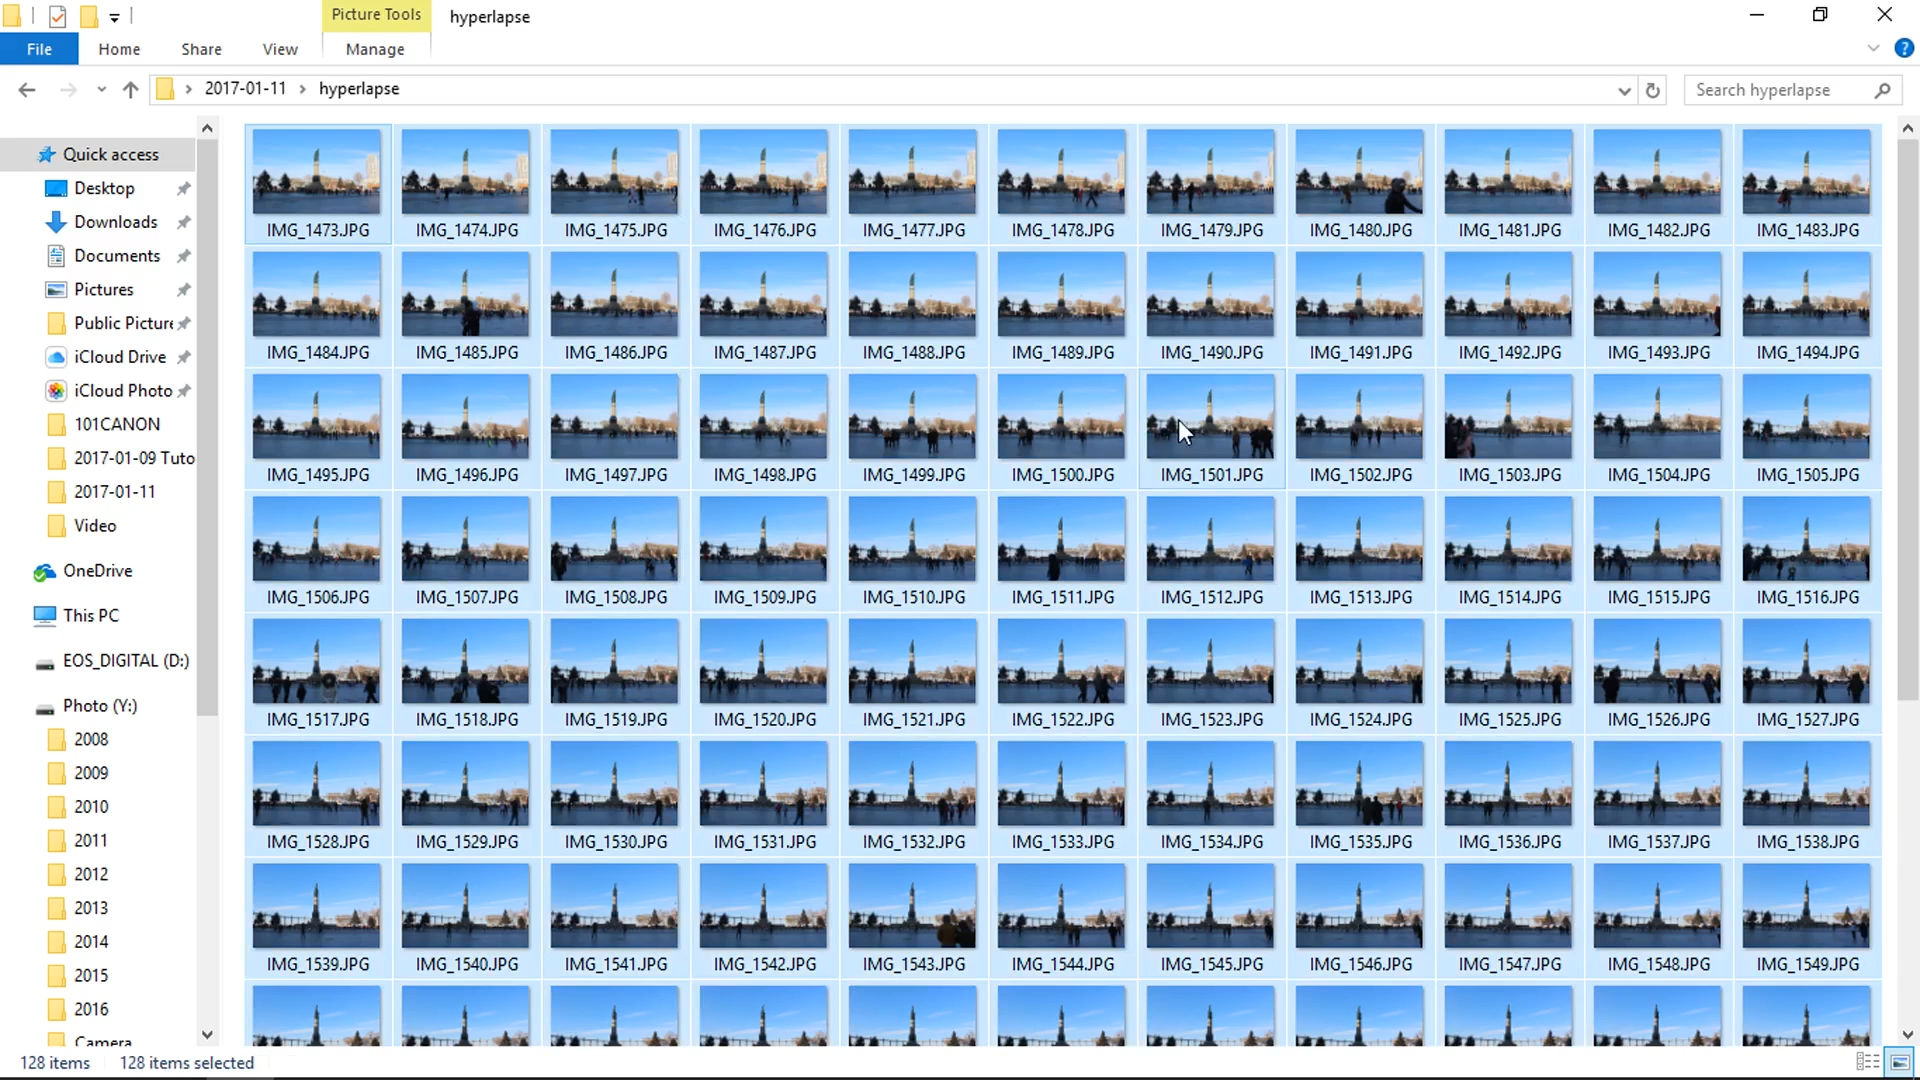 Picture Tools
hyperlapse
File
Home
Share
View
Manage
?
2017-01-11
hyperlapse
Search hyperlapse
Quick access
Desktop
Downloads
Documents
Pictures
Public Picture
iCloud Drive
iCloud Photo
101CANON
2017-01-09 Tuto
2017-01-11
Video
OneDrive
This PC
EOS_DIGITAL (D:)
Photo (Y:)
2008
2009
2010
2011
2012
2013
2014
2015
2016
Camera
IMG_1473.JPG IMG_1474.JPG IMG_1475.JPG IMG_1476.JPG IMG_1477.JPG IMG_1478.JPG IMG_1479.JPG IMG_1480.JPG IMG_1481.JPG IMG_1482.JPG IMG_1483.JPG
IMG_1484.JPG IMG_1485.JPG IMG_1486.JPG IMG_1487.JPG IMG_1488.JPG IMG_1489.JPG IMG_1490.JPG IMG_1491.JPG IMG_1492.JPG IMG_1493.JPG IMG_1494.JPG
IMG_1495.JPG IMG_1496.JPG IMG_1497.JPG IMG_1498.JPG IMG_1499.JPG IMG_1500.JPG IMG_1501.JPG IMG_1502.JPG IMG_1503.JPG IMG_1504.JPG IMG_1505.JPG
IMG_1506.JPG IMG_1507.JPG IMG_1508.JPG IMG_1509.JPG IMG_1510.JPG IMG_1511.JPG IMG_1512.JPG IMG_1513.JPG IMG_1514.JPG IMG_1515.JPG IMG_1516.JPG
IMG_1517.JPG IMG_1518.JPG IMG_1519.JPG IMG_1520.JPG IMG_1521.JPG IMG_1522.JPG IMG_1523.JPG IMG_1524.JPG IMG_1525.JPG IMG_1526.JPG IMG_1527.JPG
IMG_1528.JPG IMG_1529.JPG IMG_1530.JPG IMG_1531.JPG IMG_1532.JPG IMG_1533.JPG IMG_1534.JPG IMG_1535.JPG IMG_1536.JPG IMG_1537.JPG IMG_1538.JPG
IMG_1539.JPG IMG_1540.JPG IMG_1541.JPG IMG_1542.JPG IMG_1543.JPG IMG_1544.JPG IMG_1545.JPG IMG_1546.JPG IMG_1547.JPG IMG_1548.JPG IMG_1549.JPG
128 items
128 items selected